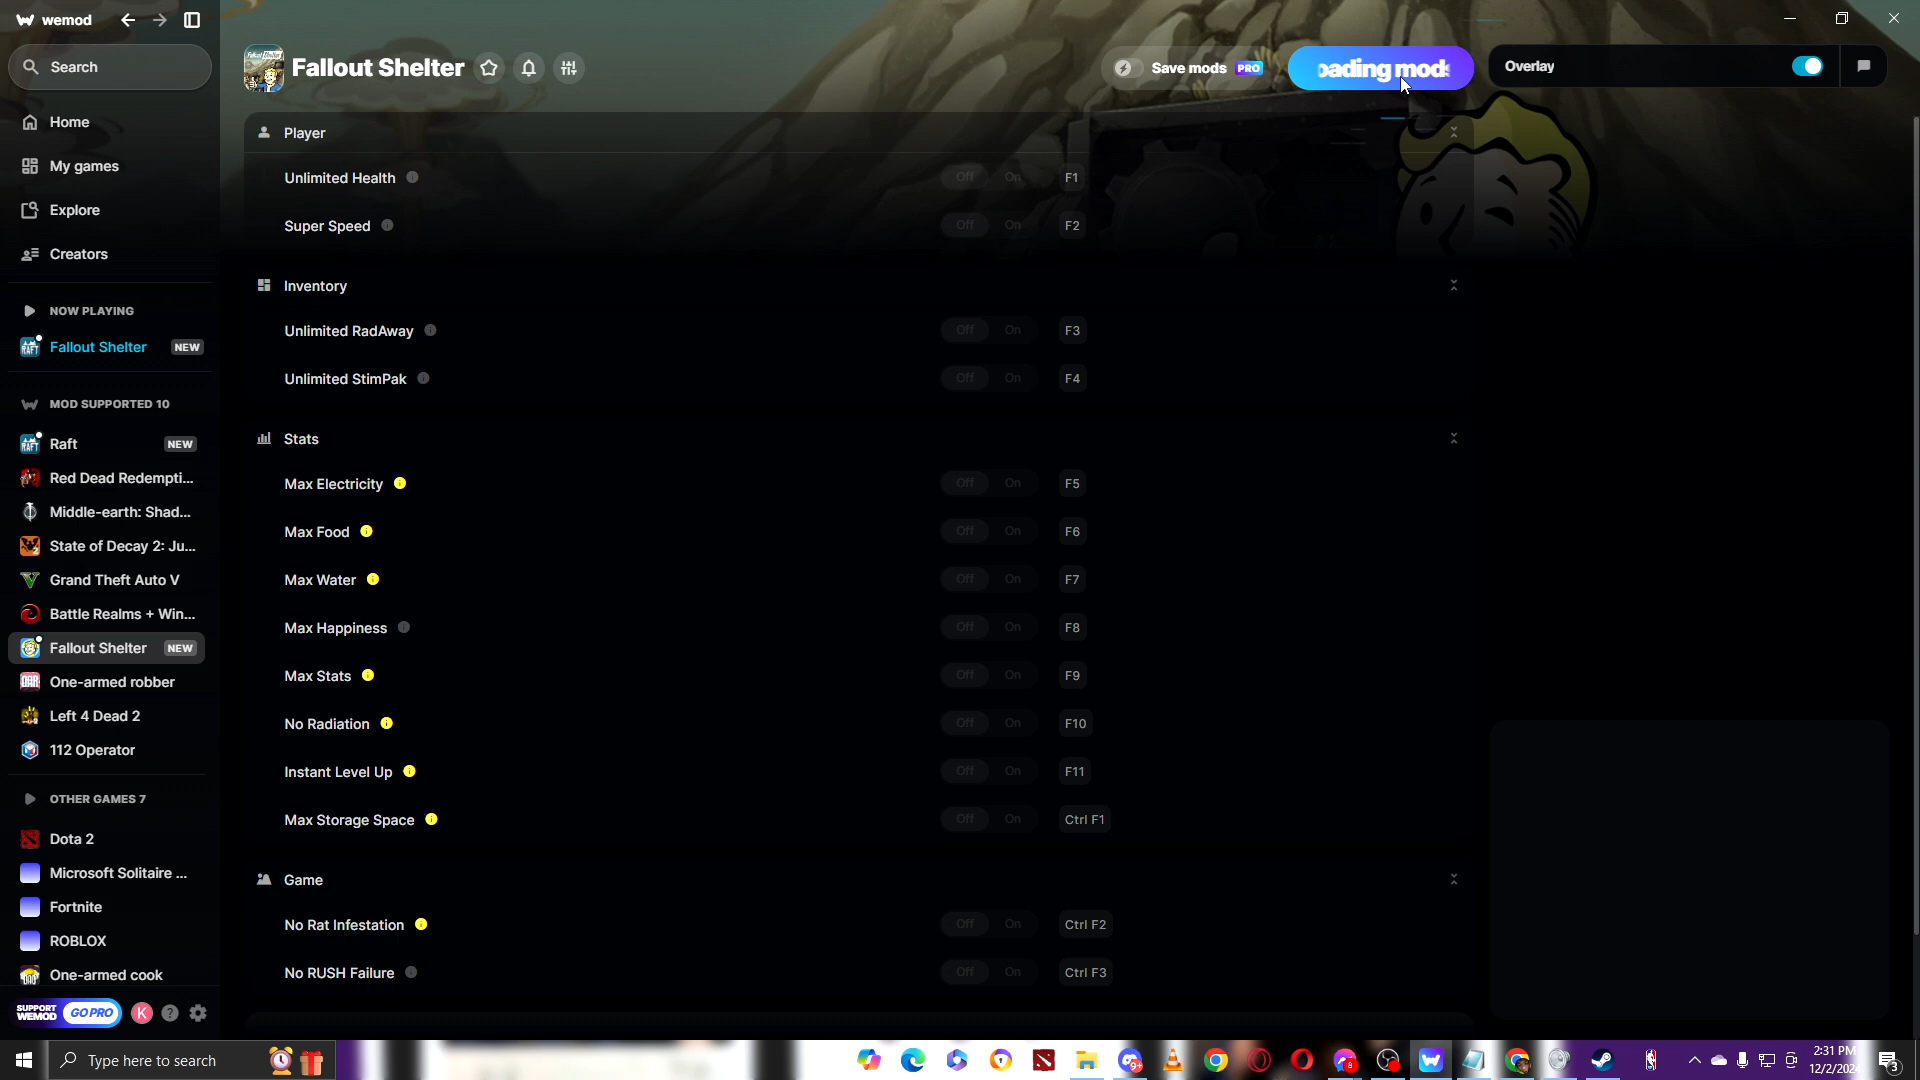 wemod
Search
Home
My games
Explore
Creators
NOW PLAYING
Fallout Shelter NEW
MOD SUPPORTED 10
Raft NEW
Red Dead Redempti...
Middle-earth: Shad...
State of Decay 2: Ju...
Grand Theft Auto V
Battle Realms + Win...
Fallout Shelter NEW
One-armed robber
Left 4 Dead 2
112 Operator
OTHER GAMES 7
Dota 2
Microsoft Solitaire ...
Fortnite
ROBLOX
One-armed cook
SUPPORT
WEMOD GO PRO K
Fallout Shelter
Save mods PRO
oading mods
Overlay
Player
Unlimited Health Off On F1
Super Speed Off On F2
Inventory
Unlimited RadAway Off On F3
Unlimited StimPak Off On F4
Stats
Max Electricity Off On F5
Max Food Off On F6
Max Water Off On F7
Max Happiness Off On F8
Max Stats Off On F9
No Radiation Off On F10
Instant Level Up Off On F11
Max Storage Space Off On Ctrl F1
Game
No Rat Infestation Off On Ctrl F2
No RUSH Failure Off On Ctrl F3
Type here to search
2:31 PM
12/2/2024
3